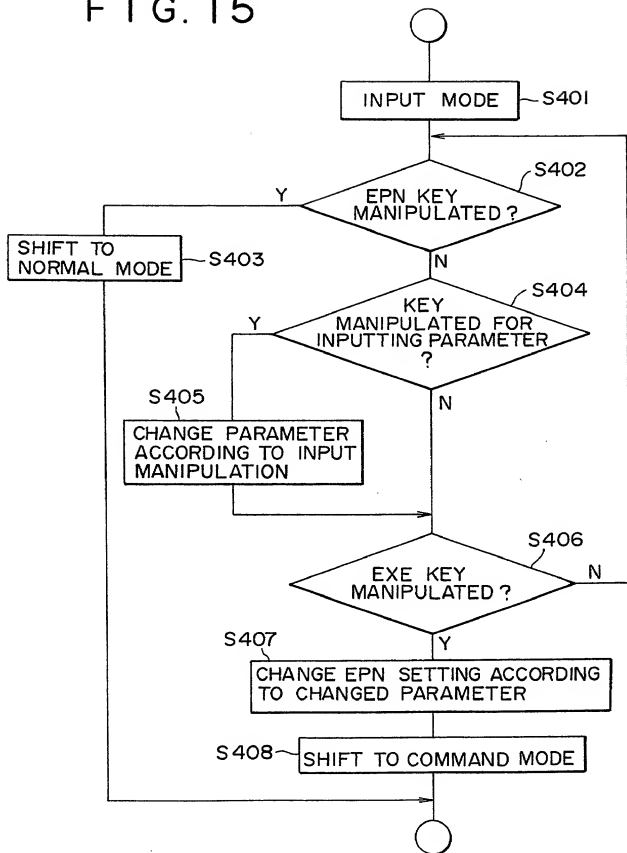 FIG. 15
INPUT MODE
S401
S402
Y
EPN KEY
MANIPULATED?
SHIFT TO
NORMAL MODE
S403
N
S404
KEY
MANIPULATED FOR
INPUTTING PARAMETER
?
Y
N
S405
CHANGE PARAMETER
ACCORDING TO INPUT
MANIPULATION
S406
EXE KEY
MANIPULATED?
N
Y
S407
CHANGE EPN SETTING ACCORDING
TO CHANGED PARAMETER
S408
SHIFT TO COMMAND MODE